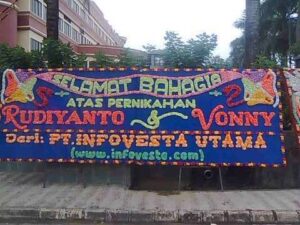 SELAMAT BAHAGIA
ATAS PERNIKAHAN
RUDIYANTO & VONNY
Dari: PT. INFOVESTA UTAMA
(www.infovesta.com)